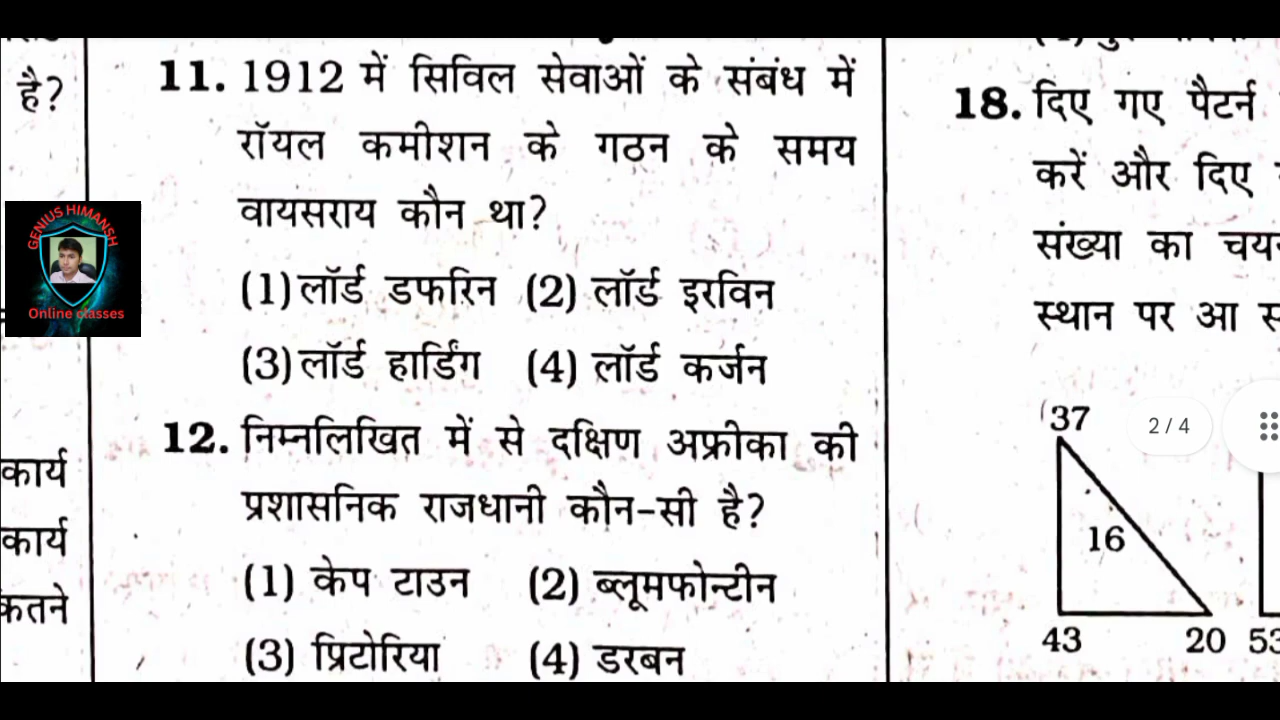 है?
कार्य
कार्य
कतने
GENIUS HIMANSH
Online classes
11. 1912 में सिविल सेवाओं के संबंध में
रॉयल कमीशन के गठन के समय
वायसराय कौन था?
(1) लॉर्ड डफरिन (2) लॉर्ड इरविन
(3) लॉर्ड हार्डिंग (4) लॉर्ड कर्जन
12. निम्नलिखित में से दक्षिण अफ्रीका की
प्रशासनिक राजधानी कौन-सी है?
(1) केप टाउन (2) ब्लूमफोन्टीन
(3) प्रिटोरिया (4) डरबन
18. दिए गए पैटर्न
करें और दिए
संख्या का
स्थान पर आ
37
2 / 4
16
43 20 53